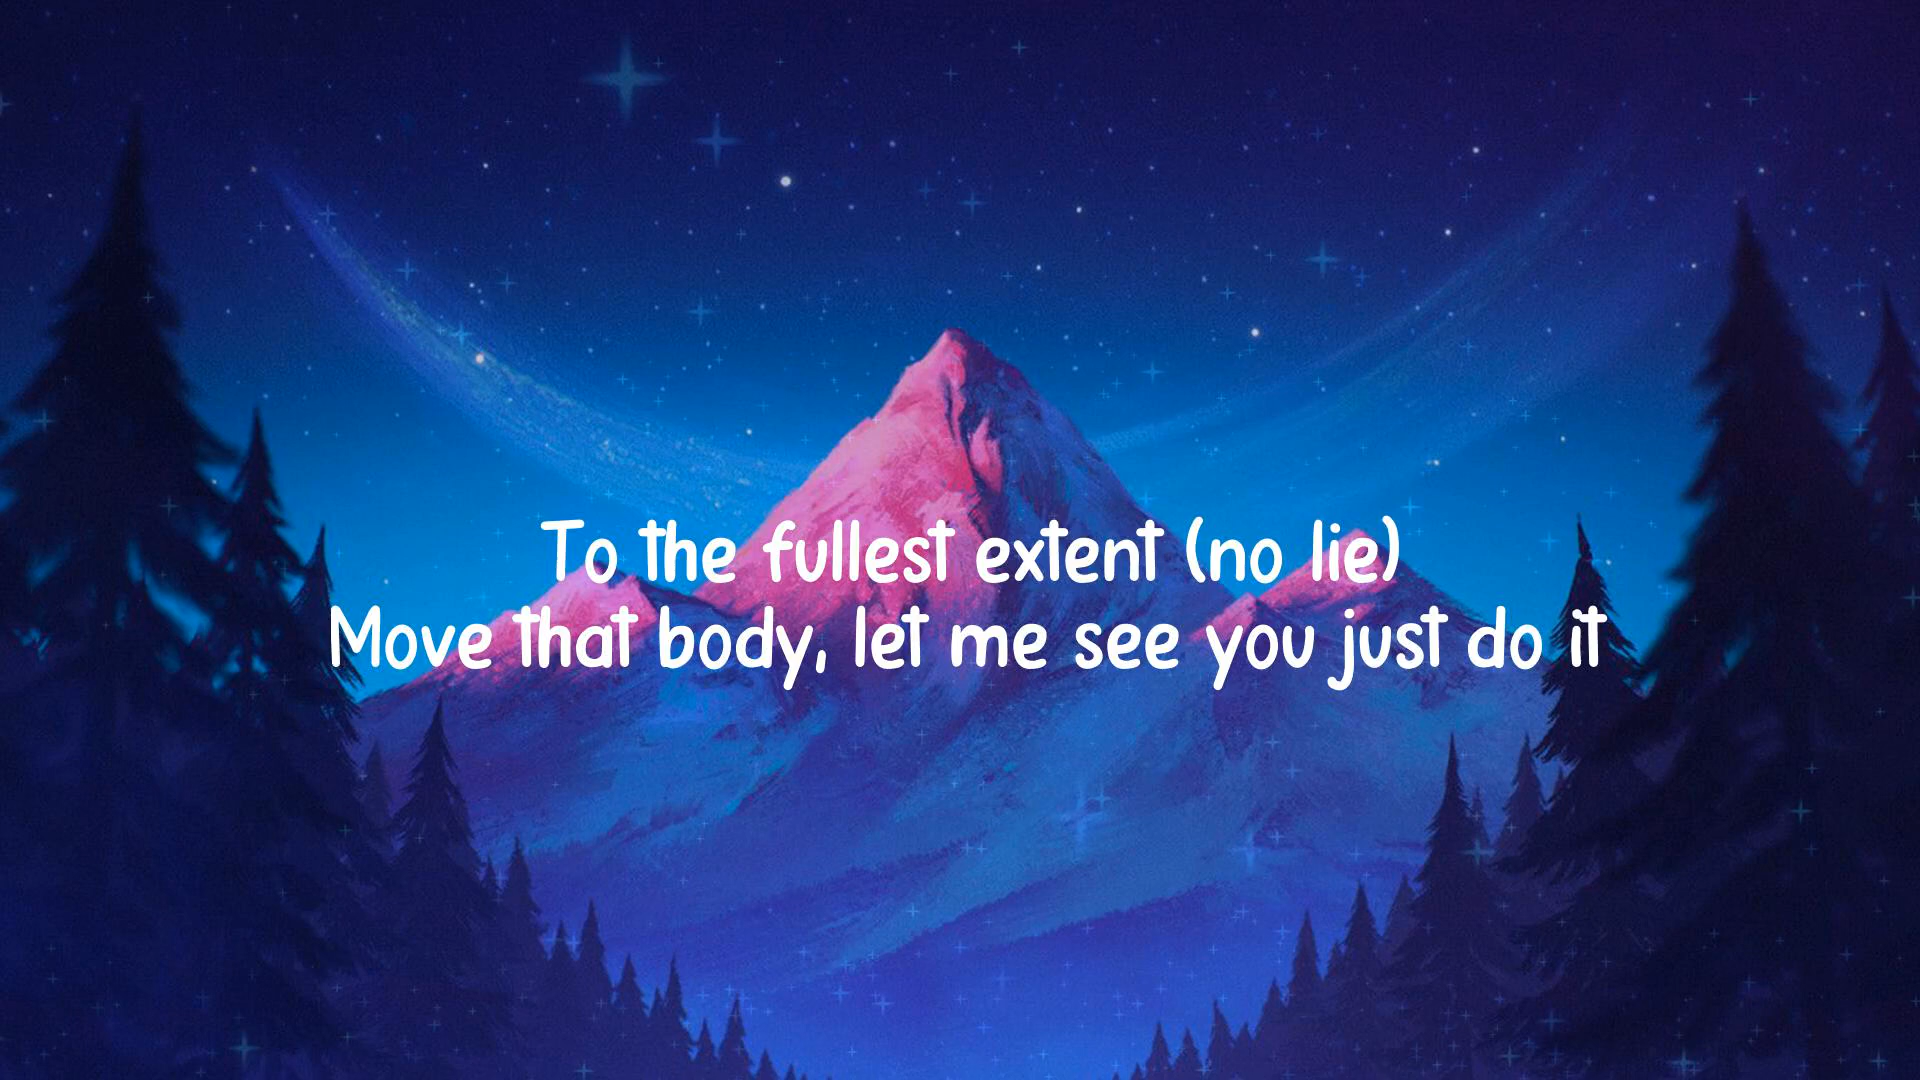 To the fullest extent (no lie)
Move that body, let me see you just do it